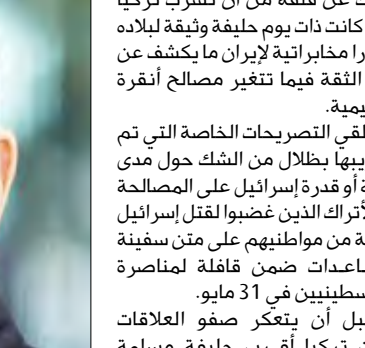 عن قلقه من أن تسرب تركيا
كانت ذات يوم حليفة وثيقة لبلاده
را مخابراتية لإيران ما يكشف عن
الثقة فيما تتغير مصالح أنقرة
يمية.
لقي التصريحات الخاصة التي تم
ريبها بظلال من الشك حول مدى
ة أو قدرة إسرائيل على المصالحة
لأتراك الذين غضبوا لقتل إسرائيل
ة من مواطنيهم على متن سفينة
ساعدات ضمن قافلة لمناصرة
سطينيين في 31 مايو.
بل أن يتعكر صفو العلاقات
تركيا أقرب حليفة مسلمة